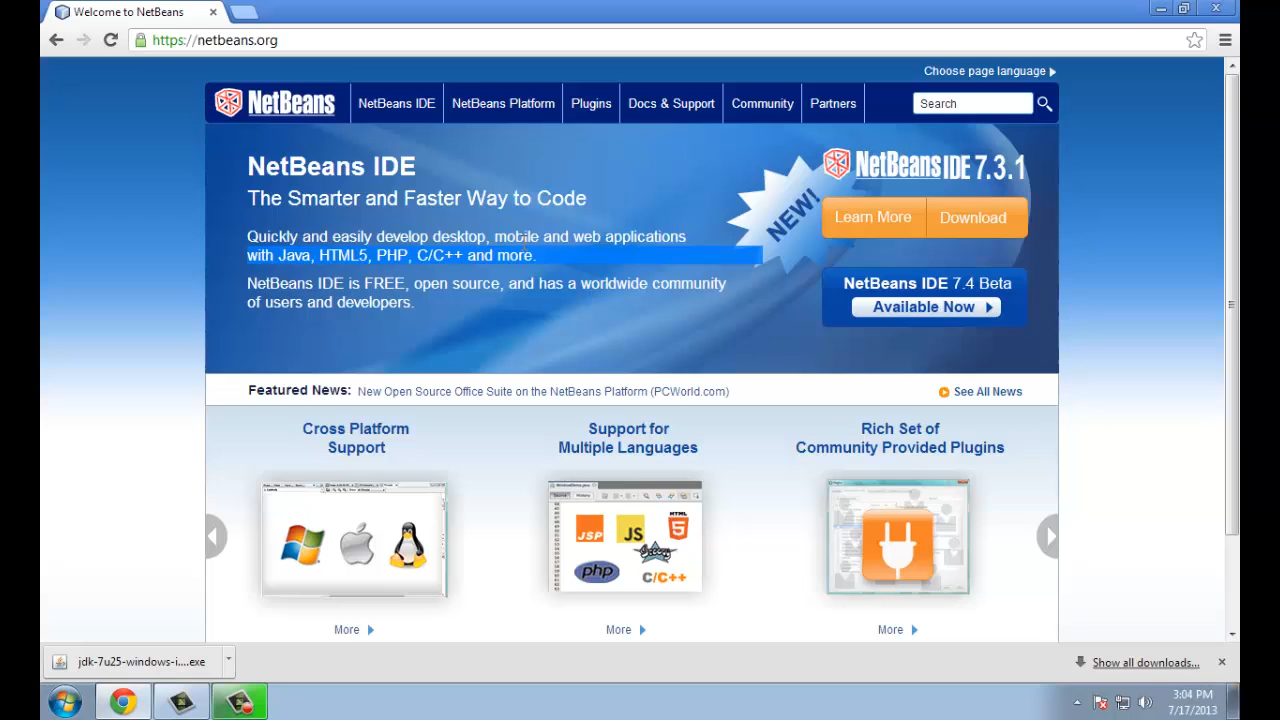 Welcome to NetBeans
https://netbeans.org
Choose page language
NetBeans
NetBeans IDE
NetBeans Platform
Plugins
Docs & Support
Community
Partners
Search
NetBeans IDE
The Smarter and Faster Way to Code
Quickly and easily develop desktop, mobile and web applications
with Java, HTML5, PHP, C/C++ and more.
NetBeans IDE is FREE, open source, and has a worldwide community
of users and developers.
NEW!
NetBeans IDE 7.3.1
Learn More
Download
NetBeans IDE 7.4 Beta
Available Now
Featured News:
New Open Source Office Suite on the NetBeans Platform (PCWorld.com)
See All News
Cross Platform
Support
Support for
Multiple Languages
Rich Set of
Community Provided Plugins
JSP
JS
HTML
5
Groovy
php
C/C++
More
More
More
jdk-7u25-windows-i....exe
Show all downloads...
3:04 PM
7/17/2013